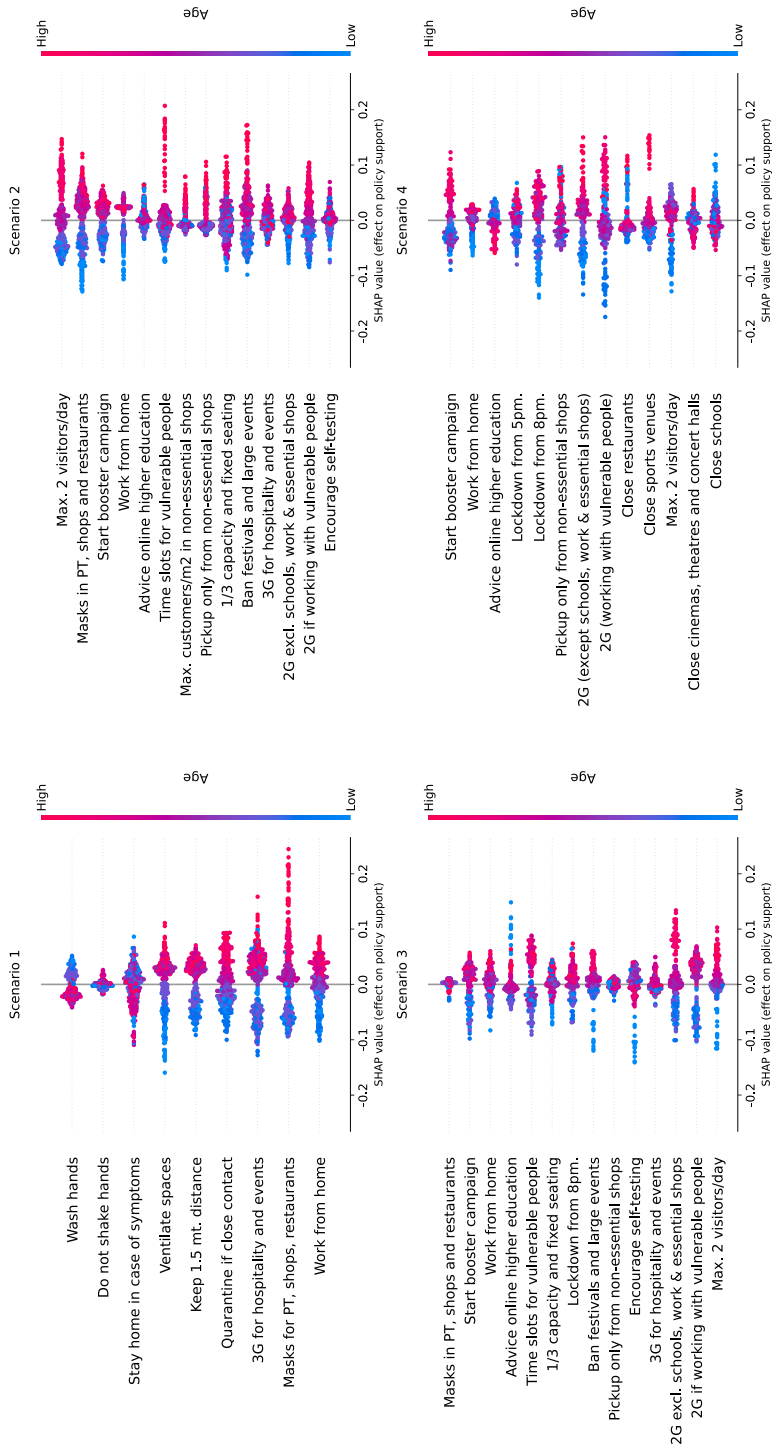 Scenario 1
Wash hands
Do not shake hands
Stay home in case of symptoms
Ventilate spaces
Keep 1.5 mt. distance
Quarantine if close contact
3G for hospitality and events
Masks for PT, shops, restaurants
Work from home
−0.2
−0.1
0.0
0.1
0.2
SHAP value (effect on policy support)
High
Age
Low
Scenario 2
Max. 2 visitors/day
Masks in PT, shops and restaurants
Start booster campaign
Work from home
Advice online higher education
Time slots for vulnerable people
Max. customers/m2 in non-essential shops
Pickup only from non-essential shops
1/3 capacity and fixed seating
Ban festivals and large events
3G for hospitality and events
2G excl. schools, work & essential shops
2G if working with vulnerable people
Encourage self-testing
−0.2
−0.1
0.0
0.1
0.2
SHAP value (effect on policy support)
High
Age
Low
Scenario 3
Masks in PT, shops and restaurants
Start booster campaign
Work from home
Advice online higher education
Time slots for vulnerable people
1/3 capacity and fixed seating
Lockdown from 8pm.
Ban festivals and large events
Pickup only from non-essential shops
Encourage self-testing
3G for hospitality and events
2G excl. schools, work & essential shops
2G if working with vulnerable people
Max. 2 visitors/day
−0.2
−0.1
0.0
0.1
0.2
SHAP value (effect on policy support)
High
Age
Low
Scenario 4
Start booster campaign
Work from home
Advice online higher education
Lockdown from 5pm.
Lockdown from 8pm.
Pickup only from non-essential shops
2G (except schools, work & essential shops)
2G (working with vulnerable people)
Close restaurants
Close sports venues
Max. 2 visitors/day
Close cinemas, theatres and concert halls
Close schools
−0.2
−0.1
0.0
0.1
0.2
SHAP value (effect on policy support)
High
Age
Low